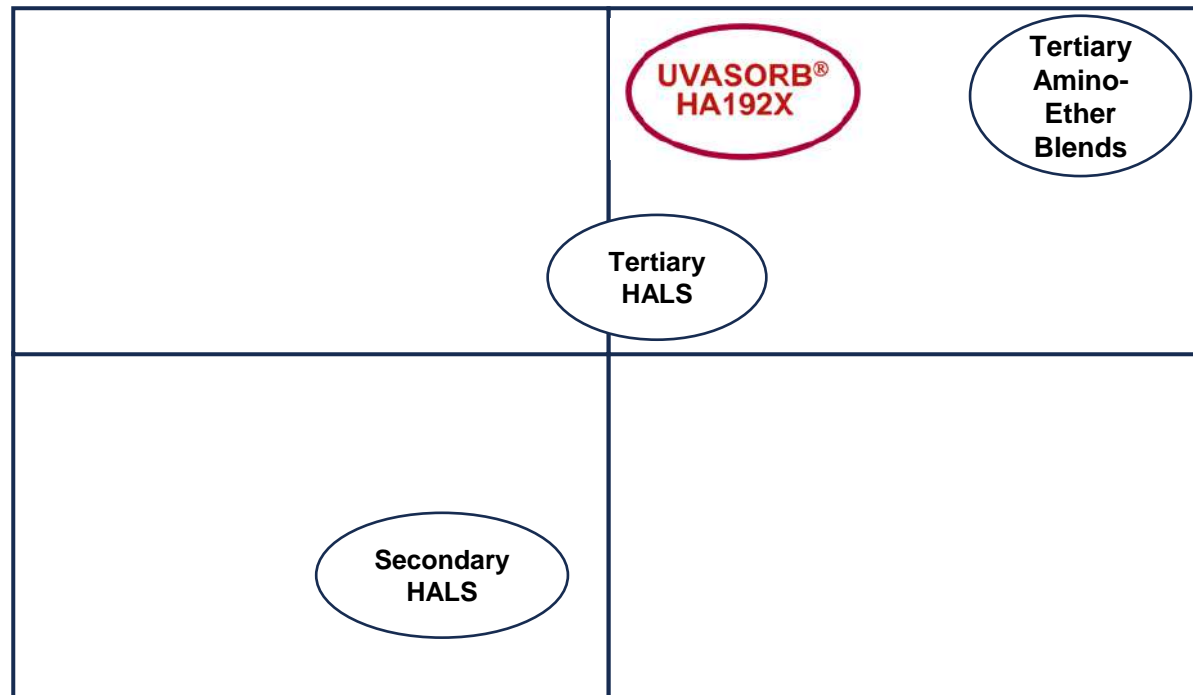 UVASORB®
HA192X
Tertiary
Amino-
Ether
Blends
Tertiary
HALS
Secondary
HALS